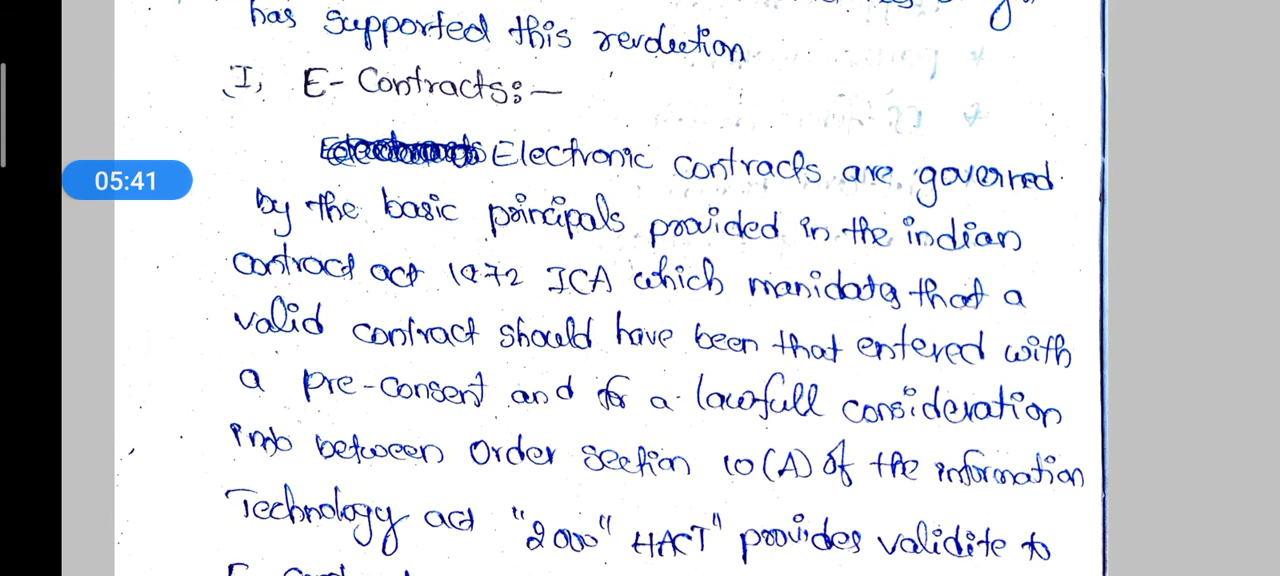 has supported this revolution
I, E- Contracts:-
Electronic contracts are governed
05:41
by the basic principals provided in the indian
contract act 1872 ICA which manidates that a
valid contract should have been that entered with
a pre-consent and for a lawfull consideration
into between Order section 10(A) of the information
Technology act "2000" HACT" provides validite to